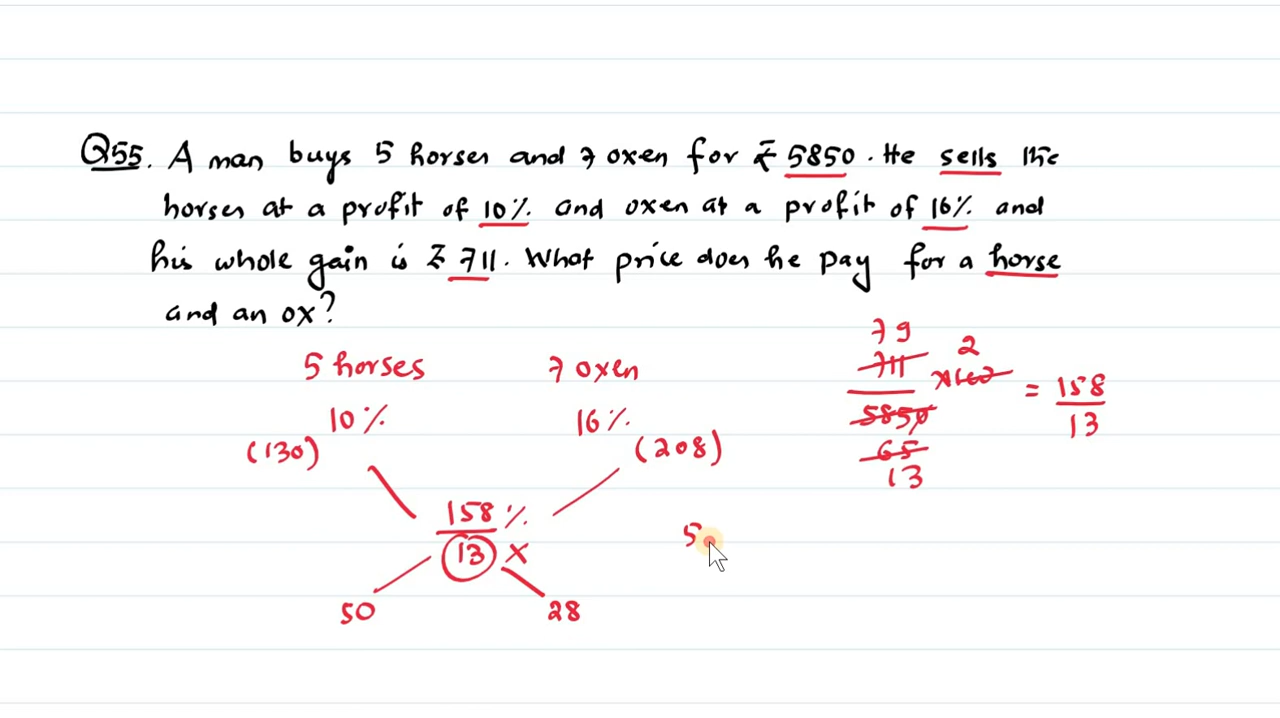 Q55. A man buys 5 horses and 7 oxen for ₹ 5850. He sells the
horses at a profit of 10% and oxen at a profit of 16% and
his whole gain is ₹ 711. What price does he pay for a horse
and an ox?
5 horses 7 oxen
10% 16%
(130) (208)
158 %
13 x
50 28
79
711 2
x100
5850
65
13
= 158
13
5